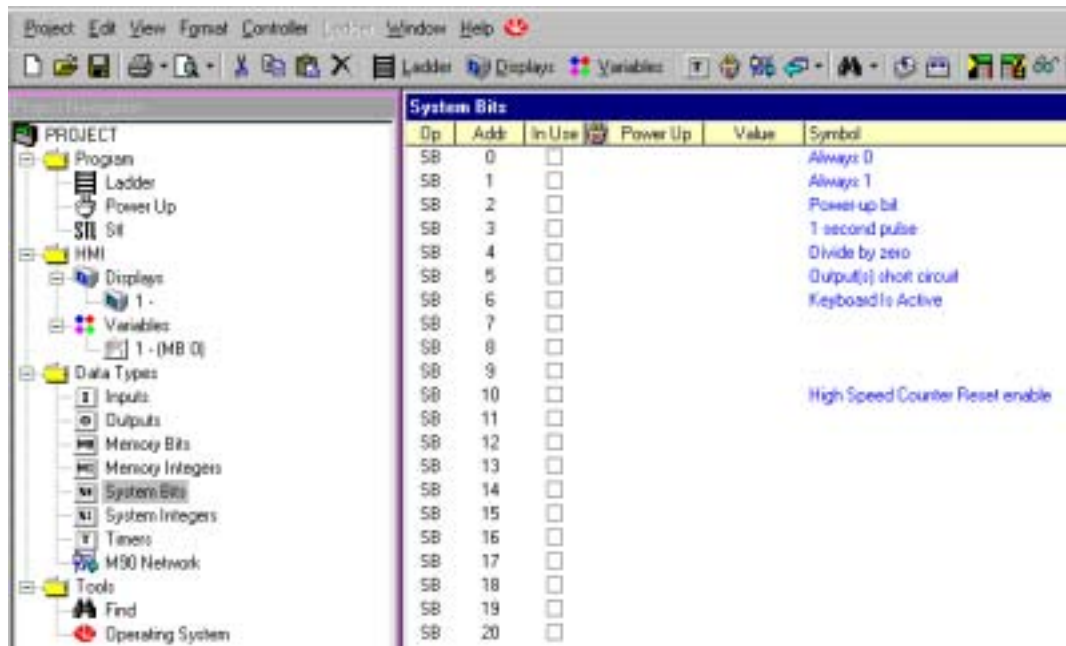 Project Edit View Format Controller Ladder Window Help
Ladder Displays Variables
Project Navigation
PROJECT
Program
Ladder
Power Up
Stl
HMI
Displays
1 -
Variables
1 - (MB 0)
Data Types
Inputs
Outputs
Memory Bits
Memory Integers
System Bits
System Integers
Timers
M90 Network
Tools
Find
Operating System
System Bits
Op Addr In Use Power Up Value Symbol
SB 0 Always 0
SB 1 Always 1
SB 2 Power-up bit
SB 3 1 second pulse
SB 4 Divide by zero
SB 5 Output(s) short circuit
SB 6 Keyboard Is Active
SB 7
SB 8
SB 9
SB 10 High Speed Counter Reset enable
SB 11
SB 12
SB 13
SB 14
SB 15
SB 16
SB 17
SB 18
SB 19
SB 20